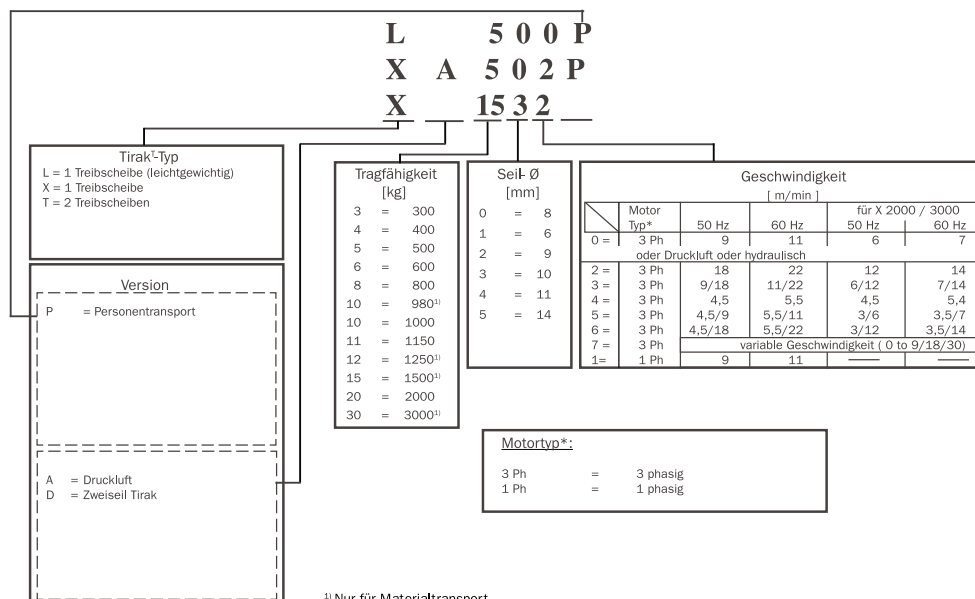 L 500P
X A 502P
X 15 3 2
TirakT-Typ
L = 1 Treibscheibe (leichtgewichtig)
X = 1 Treibscheibe
T = 2 Treibscheiben
Version
P = Personentransport
A = Druckluft
D = Zweiseil Tirak
Tragfähigkeit
[kg]
3 = 300
4 = 400
5 = 500
6 = 600
8 = 800
10 = 980¹⁾
10 = 1000
11 = 1150
12 = 1250¹⁾
15 = 1500¹⁾
20 = 2000
30 = 3000¹⁾
Seil- Ø
[mm]
0 = 8
1 = 6
2 = 9
3 = 10
4 = 11
5 = 14
Geschwindigkeit
[ m/min ]
Motor für X 2000 / 3000
Typ* 50 Hz 60 Hz 50 Hz 60 Hz
0 = 3 Ph 9 11 6 7
oder Druckluft oder hydraulisch
2 = 3 Ph 18 22 12 14
3 = 3 Ph 9/18 11/22 6/12 7/14
4 = 3 Ph 4,5 5,5 4,5 5,4
5 = 3 Ph 4,5/9 5,5/11 3/6 3,5/7
6 = 3 Ph 4,5/18 5,5/22 3/12 3,5/14
7 = 3 Ph variable Geschwindigkeit ( 0 to 9/18/30)
1= 1 Ph 9 11 —— ——
Motortyp*:
3 Ph = 3 phasig
1 Ph = 1 phasig
¹⁾ Nur für Materialtransport